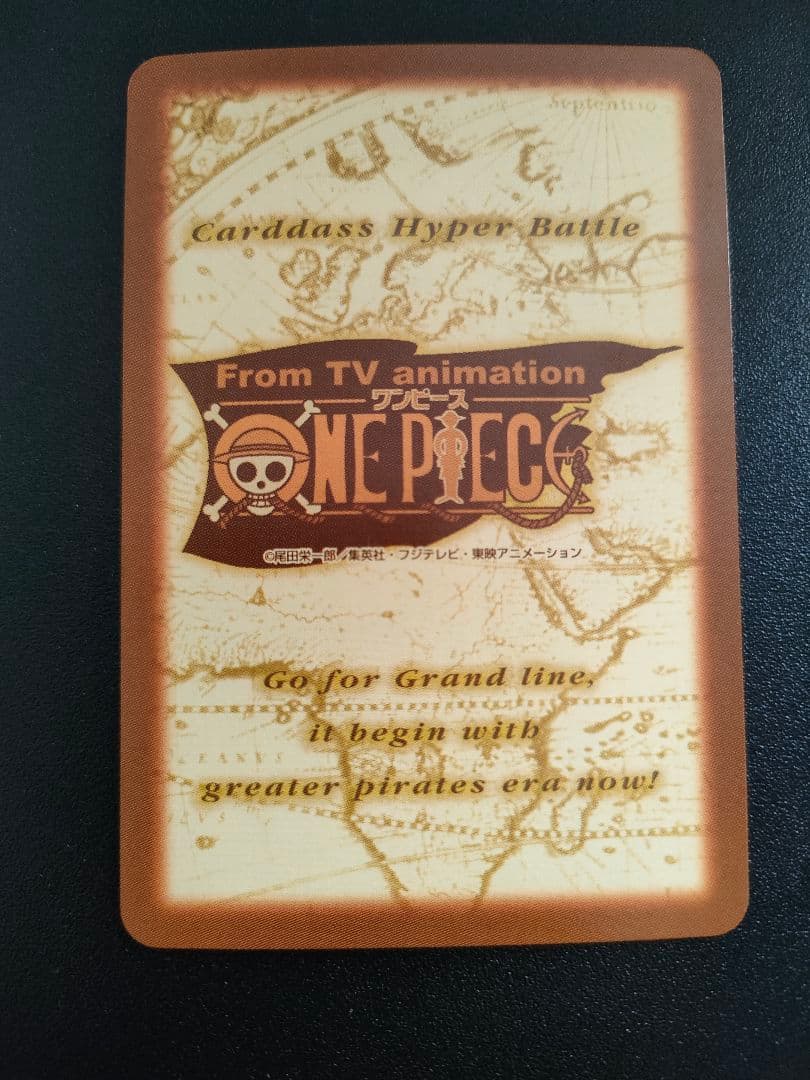 Septentrio
Carddass Hyper Battle
From TV animation
ワンピース
ONE PIECE
©尾田栄一郎／集英社・フジテレビ・東映アニメーション
Go for Grand line,
it begin with
greater pirates era now!